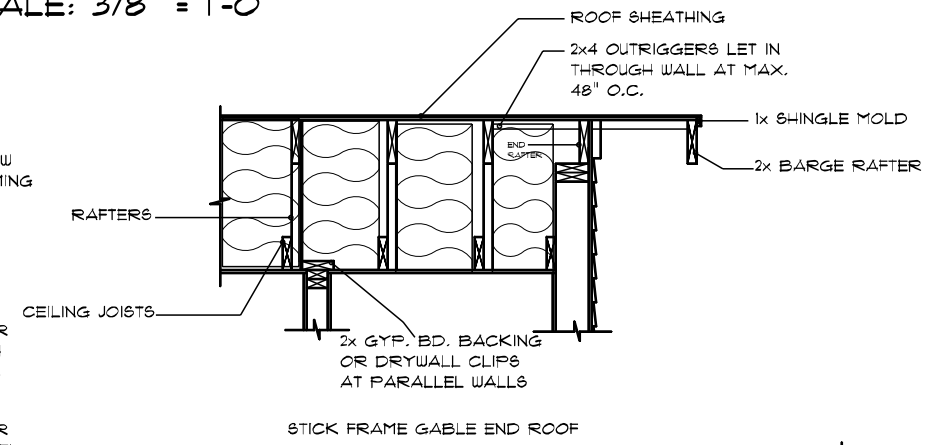 SCALE: 3/8" = 1'-0"
ROOF SHEATHING
2x4 OUTRIGGERS LET IN
THROUGH WALL AT MAX.
48" O.C.
1x SHINGLE MOLD
END
RAFTER
2x BARGE RAFTER
RAFTERS
CEILING JOISTS
2x GYP. BD. BACKING
OR DRYWALL CLIPS
AT PARALLEL WALLS
STICK FRAME GABLE END ROOF